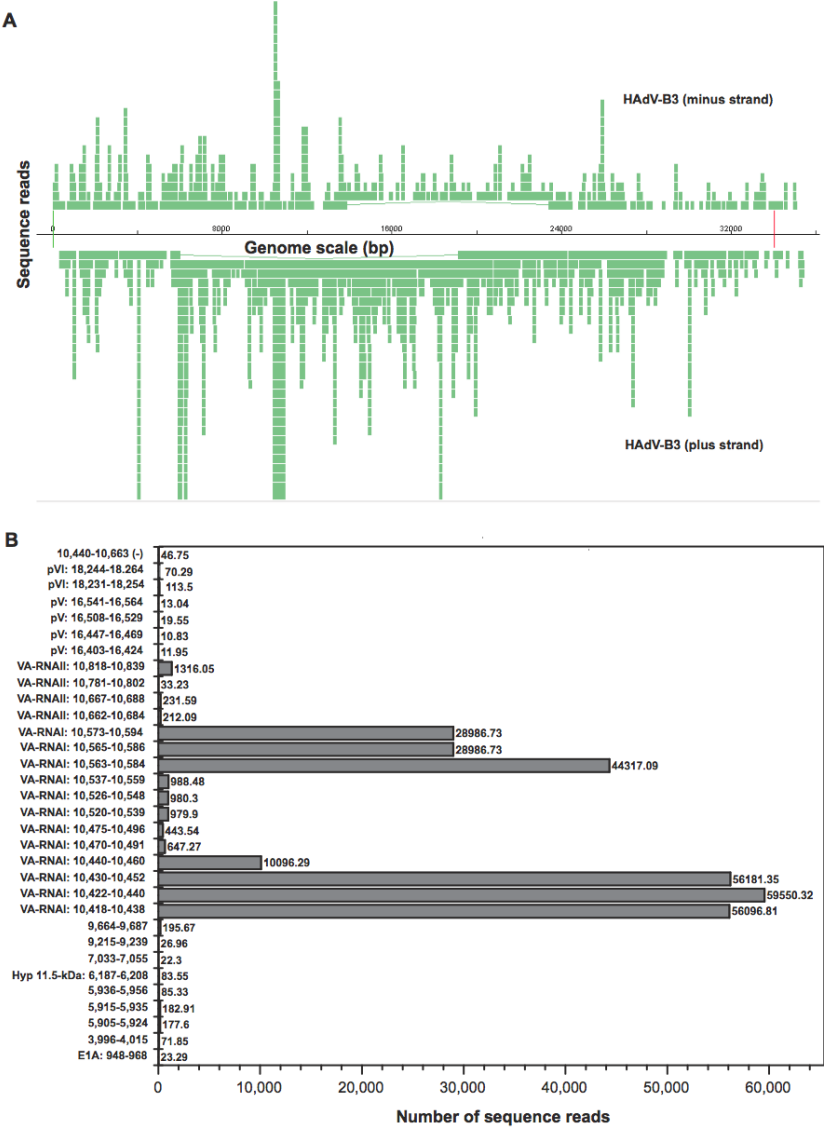 A
HAdV-B3 (minus strand)
Sequence reads
0 8000 16000 24000 32000
Genome scale (bp)
HAdV-B3 (plus strand)
B
10,440-10,663 (-) 46.75
pVI: 18,244-18.264 70.29
pVI: 18,231-18,254 113.5
pV: 16,541-16,564 13.04
pV: 16,508-16,529 19.55
pV: 16,447-16,469 10.83
pV: 16,403-16,424 11.95
VA-RNAII: 10,818-10,839 1316.05
VA-RNAII: 10,781-10,802 33.23
VA-RNAII: 10,667-10,688 231.59
VA-RNAII: 10,662-10,684 212.09
VA-RNAI: 10,573-10,594 28986.73
VA-RNAI: 10,565-10,586 28986.73
VA-RNAI: 10,563-10,584 44317.09
VA-RNAI: 10,537-10,559 988.48
VA-RNAI: 10,526-10,548 980.3
VA-RNAI: 10,520-10,539 979.9
VA-RNAI: 10,475-10,496 443.54
VA-RNAI: 10,470-10,491 647.27
VA-RNAI: 10,440-10,460 10096.29
VA-RNAI: 10,430-10,452 56181.35
VA-RNAI: 10,422-10,440 59550.32
VA-RNAI: 10,418-10,438 56096.81
9,664-9,687 195.67
9,215-9,239 26.96
7,033-7,055 22.3
Hyp 11.5-kDa: 6,187-6,208 83.55
5,936-5,956 85.33
5,915-5,935 182.91
5,905-5,924 177.6
3,996-4,015 71.85
E1A: 948-968 23.29
0 10,000 20,000 30,000 40,000 50,000 60,000
Number of sequence reads